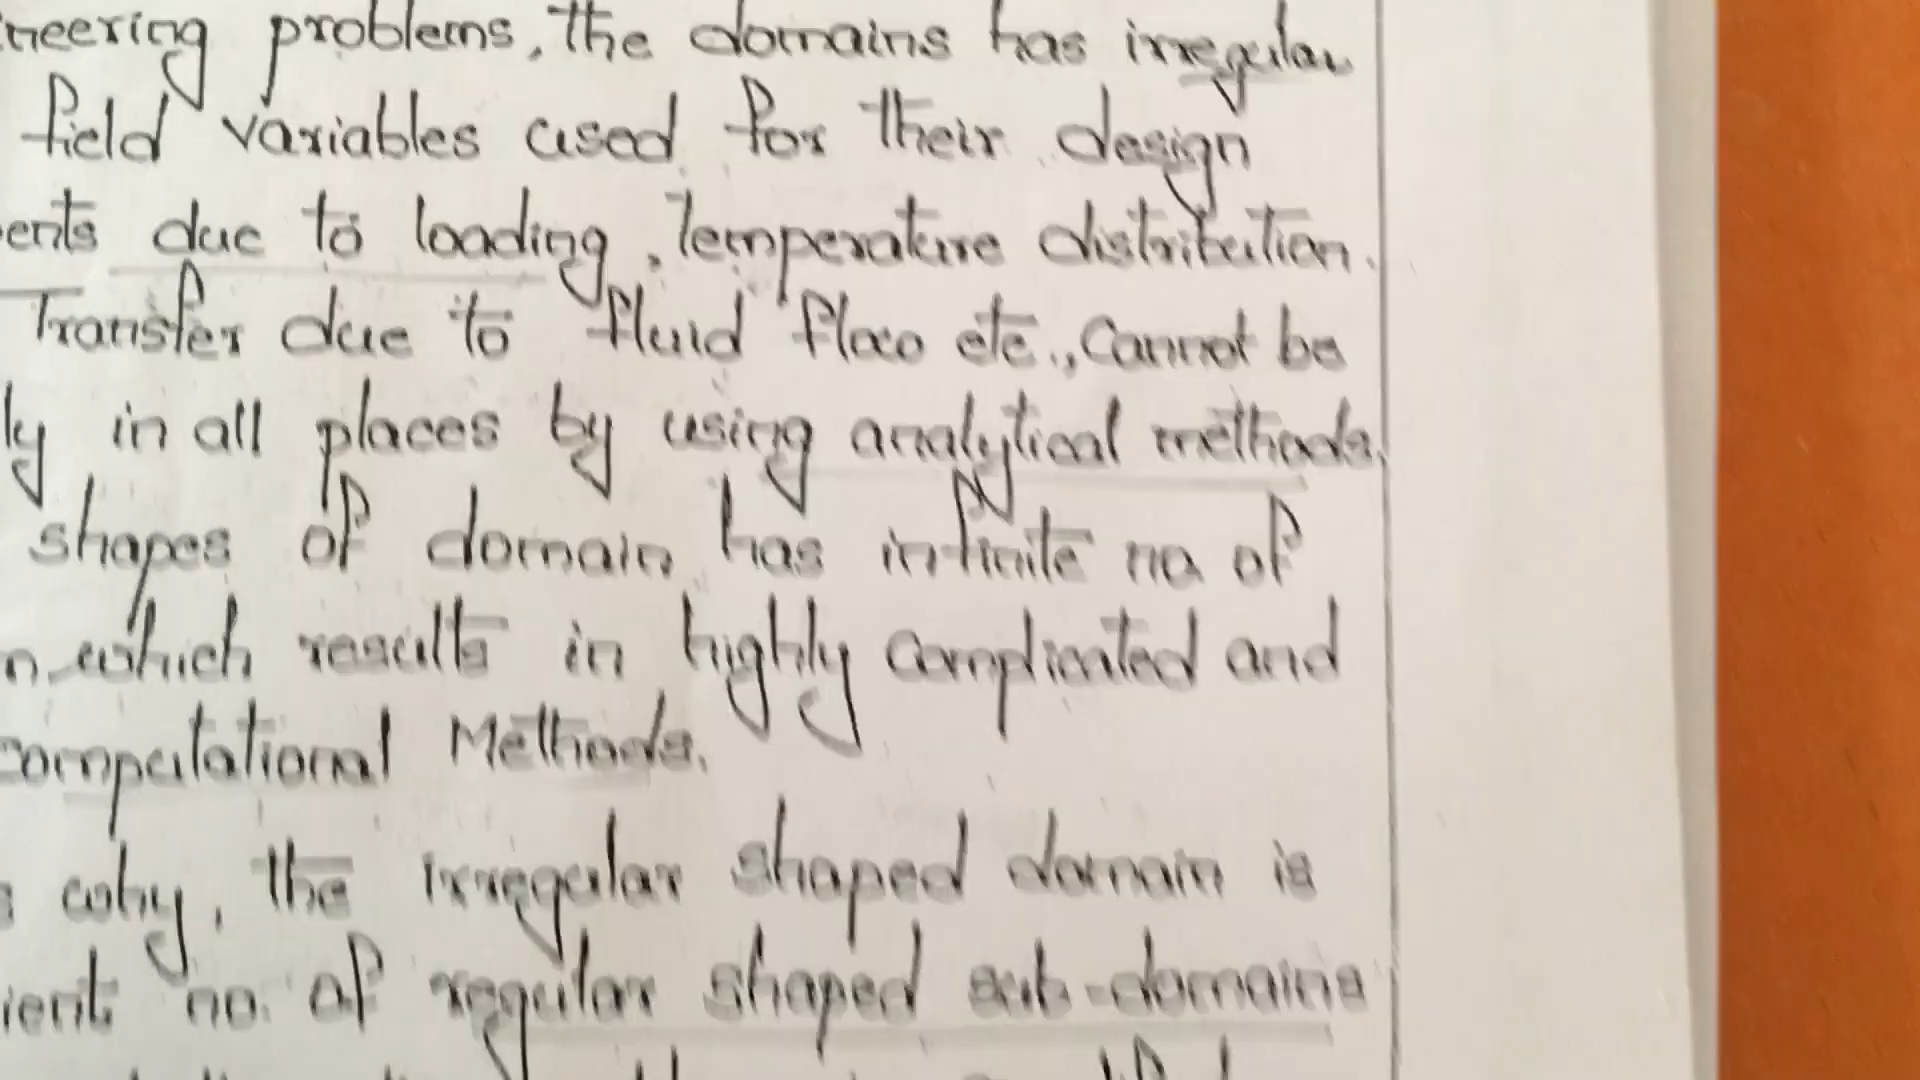 neering problems, the domains has irregular
field variables used for their design
ents due to loading, Temperature distribution.
Transfer due to fluid flow etc., Cannot be
ly in all places by using analytical methods.
shapes of domain has infinite no. of
n which results in highly complicated and
computational Methods.
s why, the irregular shaped domain is
ient no. of regular shaped sub-domains